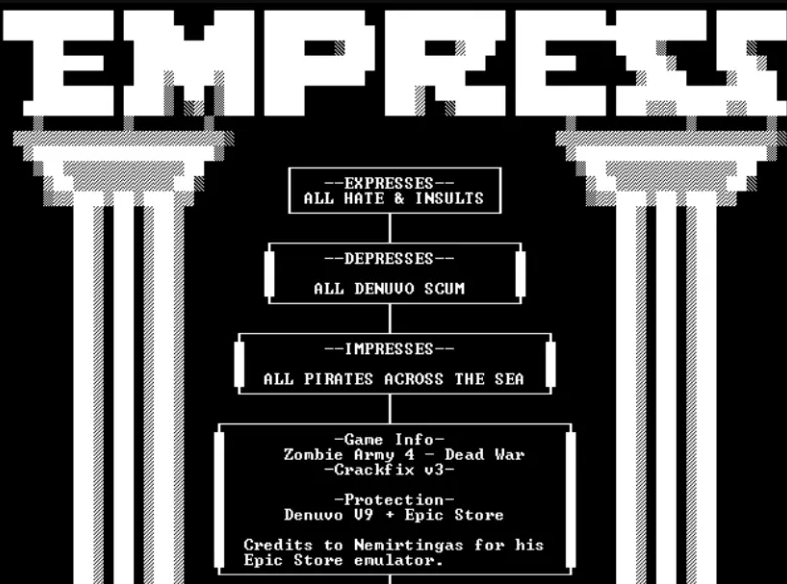 EMPRESS
--EXPRESSES--
ALL HATE & INSULTS
--DEPRESSES--
ALL DENUVO SCUM
--IMPRESSES--
ALL PIRATES ACROSS THE SEA
-Game Info-
Zombie Army 4 - Dead War
-Crackfix v3-
-Protection-
Denuvo V9 + Epic Store
Credits to Nemirtingas for his
Epic Store emulator.